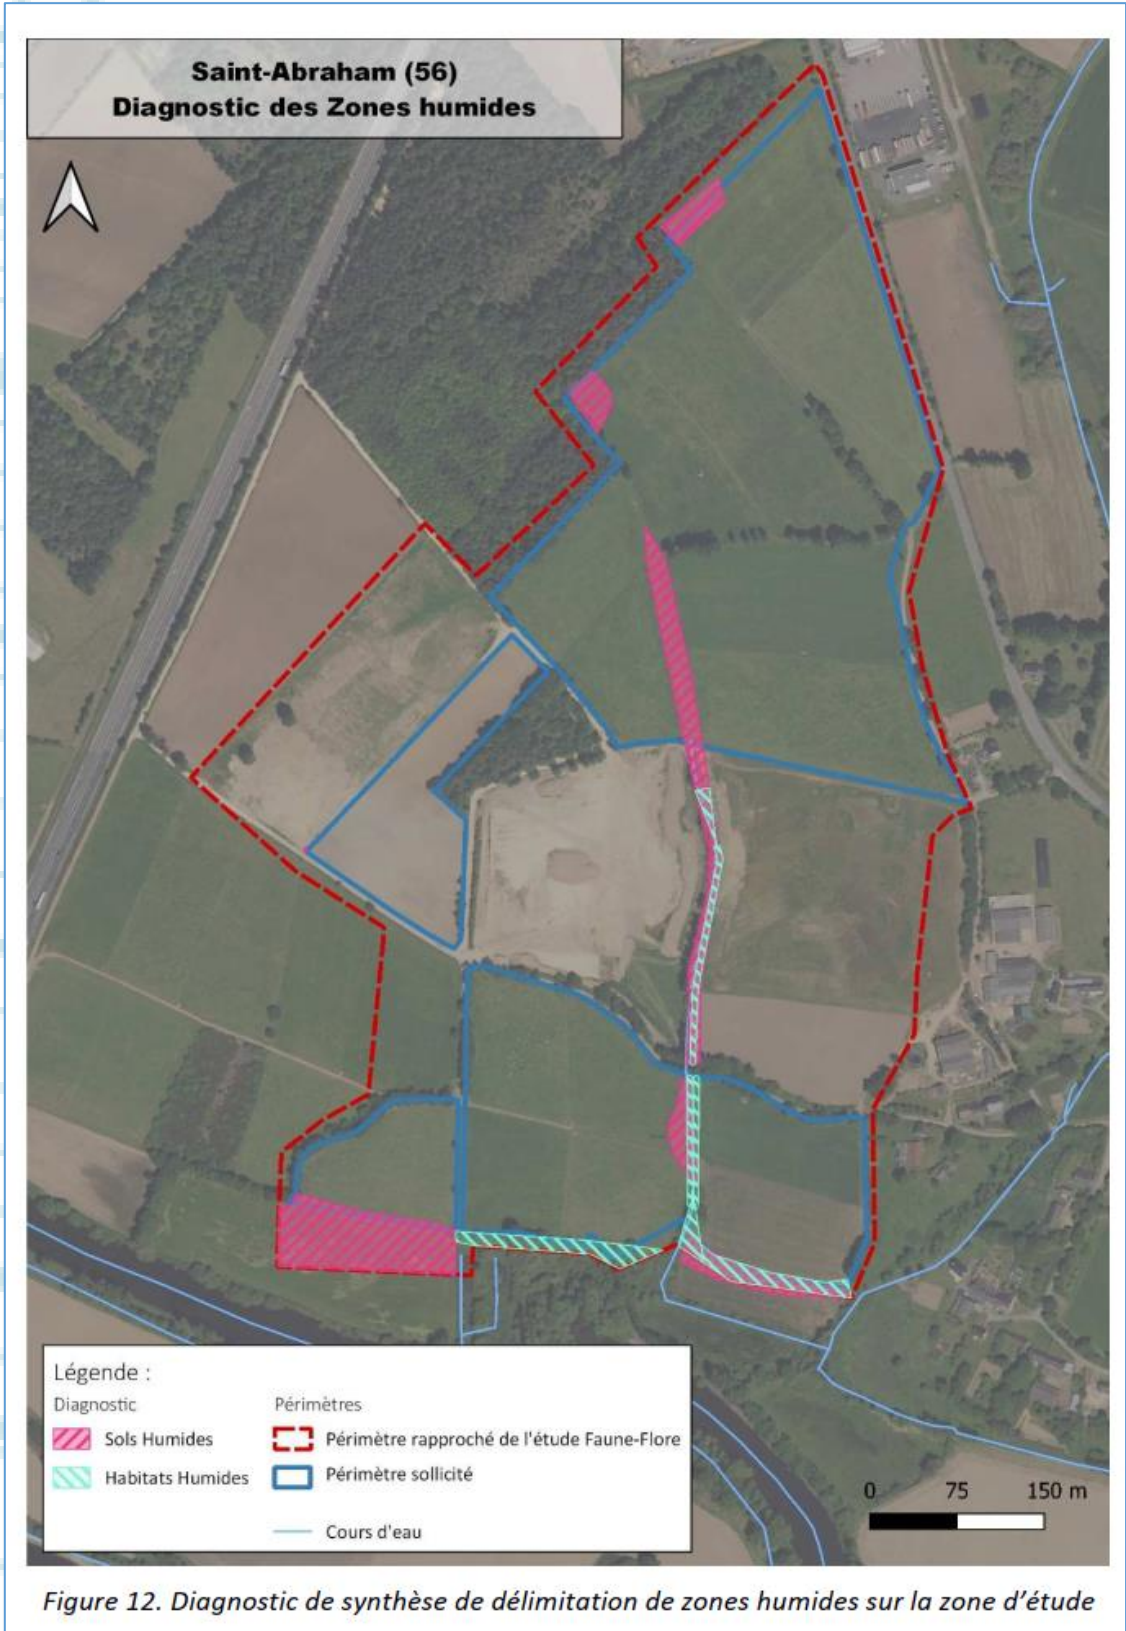 Saint-Abraham (56)
Diagnostic des Zones humides
Légende :
Diagnostic
Sols Humides
Habitats Humides
Périmètres
Périmètre rapproché de l'étude Faune-Flore
Périmètre sollicité
Cours d'eau
0 75 150 m
Figure 12. Diagnostic de synthèse de délimitation de zones humides sur la zone d’étude